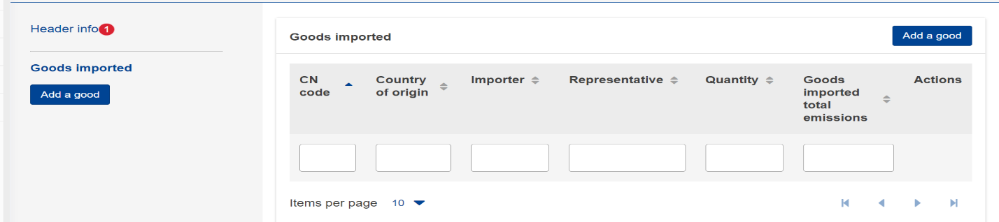 Header info 1
Goods imported
Add a good
Goods imported
Add a good
CN code
Country of origin
Importer
Representative
Quantity
Goods imported total emissions
Actions
Items per page 10